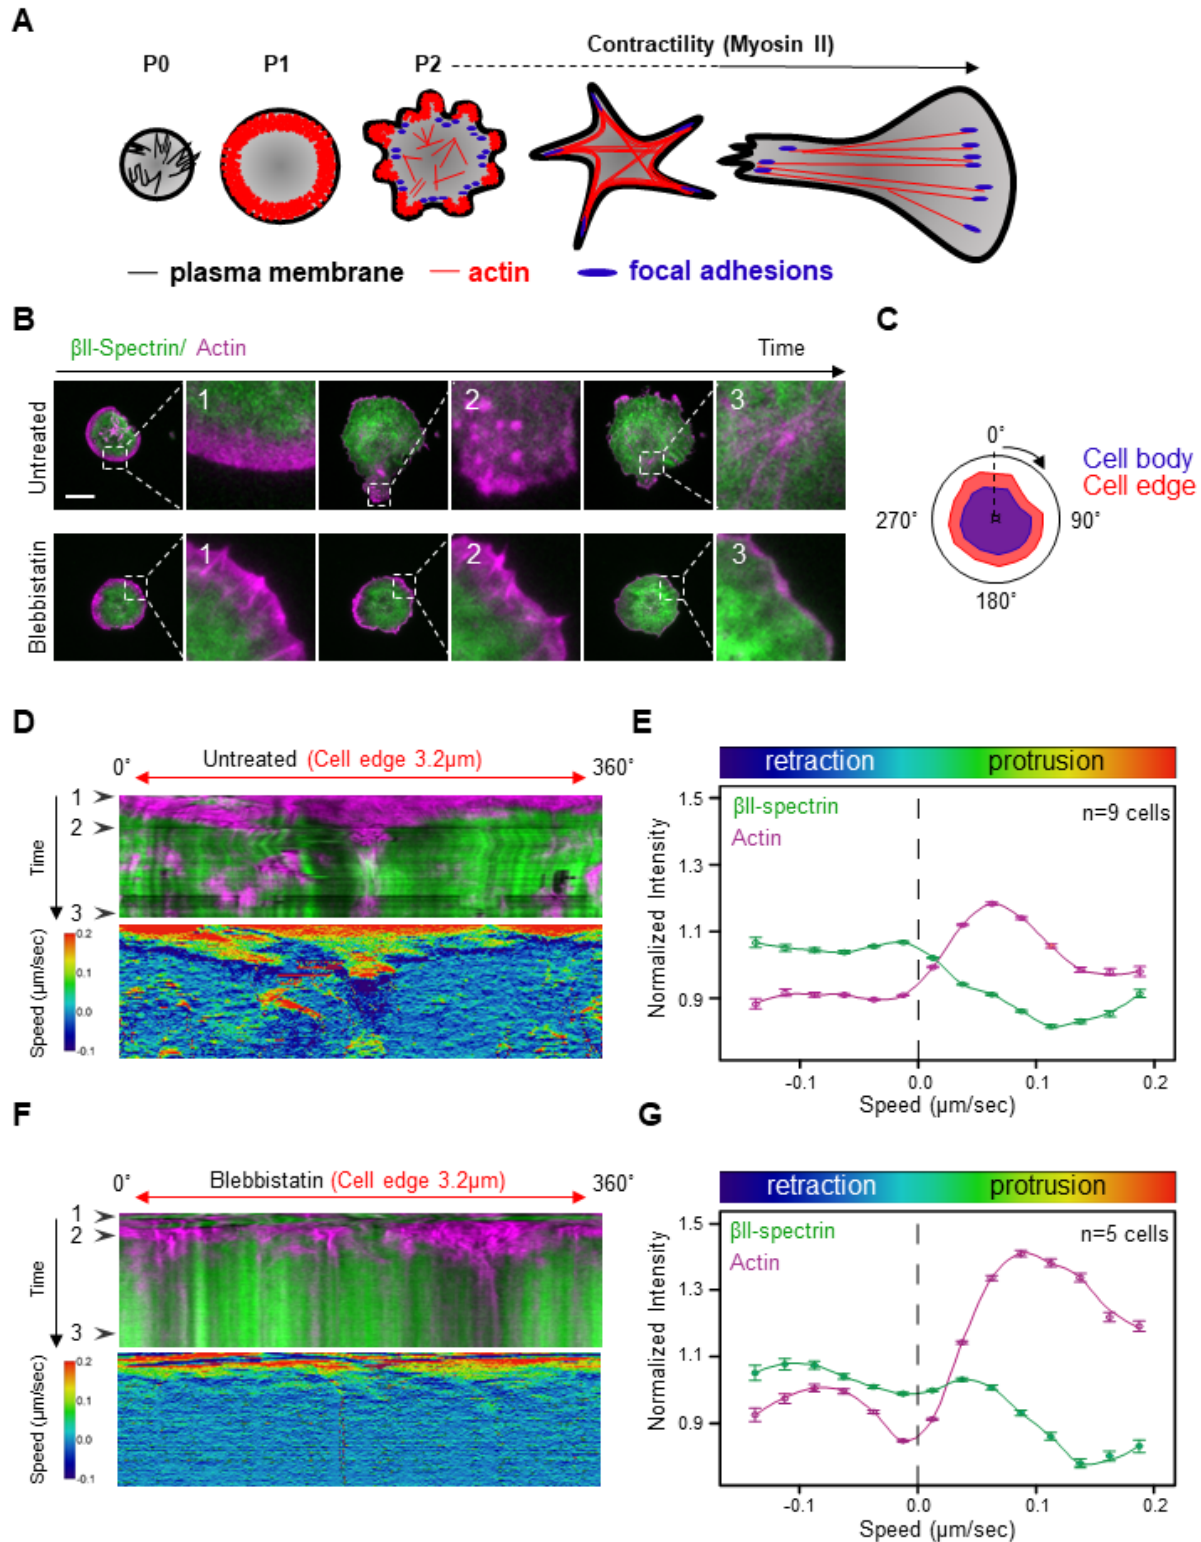 A
Contractility (Myosin II)
P0 P1 P2
plasma membrane actin focal adhesions
B
βII-Spectrin/ Actin Time
Untreated
1 2 3
Blebbistatin
1 2 3
C
0°
Cell body
Cell edge
270° 90°
180°
D
0° Untreated (Cell edge 3.2μm) 360°
Time
1
2
3
Speed (μm/sec)
0.2
0.1
0.0
-0.1
E
retraction protrusion
βII-spectrin
Actin
n=9 cells
Normalized Intensity
1.5
1.3
1.1
0.9
-0.1 0.0 0.1 0.2
Speed (μm/sec)
F
0° Blebbistatin (Cell edge 3.2μm) 360°
Time
1
2
3
Speed (μm/sec)
0.2
0.1
0.0
-0.1
G
retraction protrusion
βII-spectrin
Actin
n=5 cells
Normalized Intensity
1.5
1.3
1.1
0.9
-0.1 0.0 0.1 0.2
Speed (μm/sec)